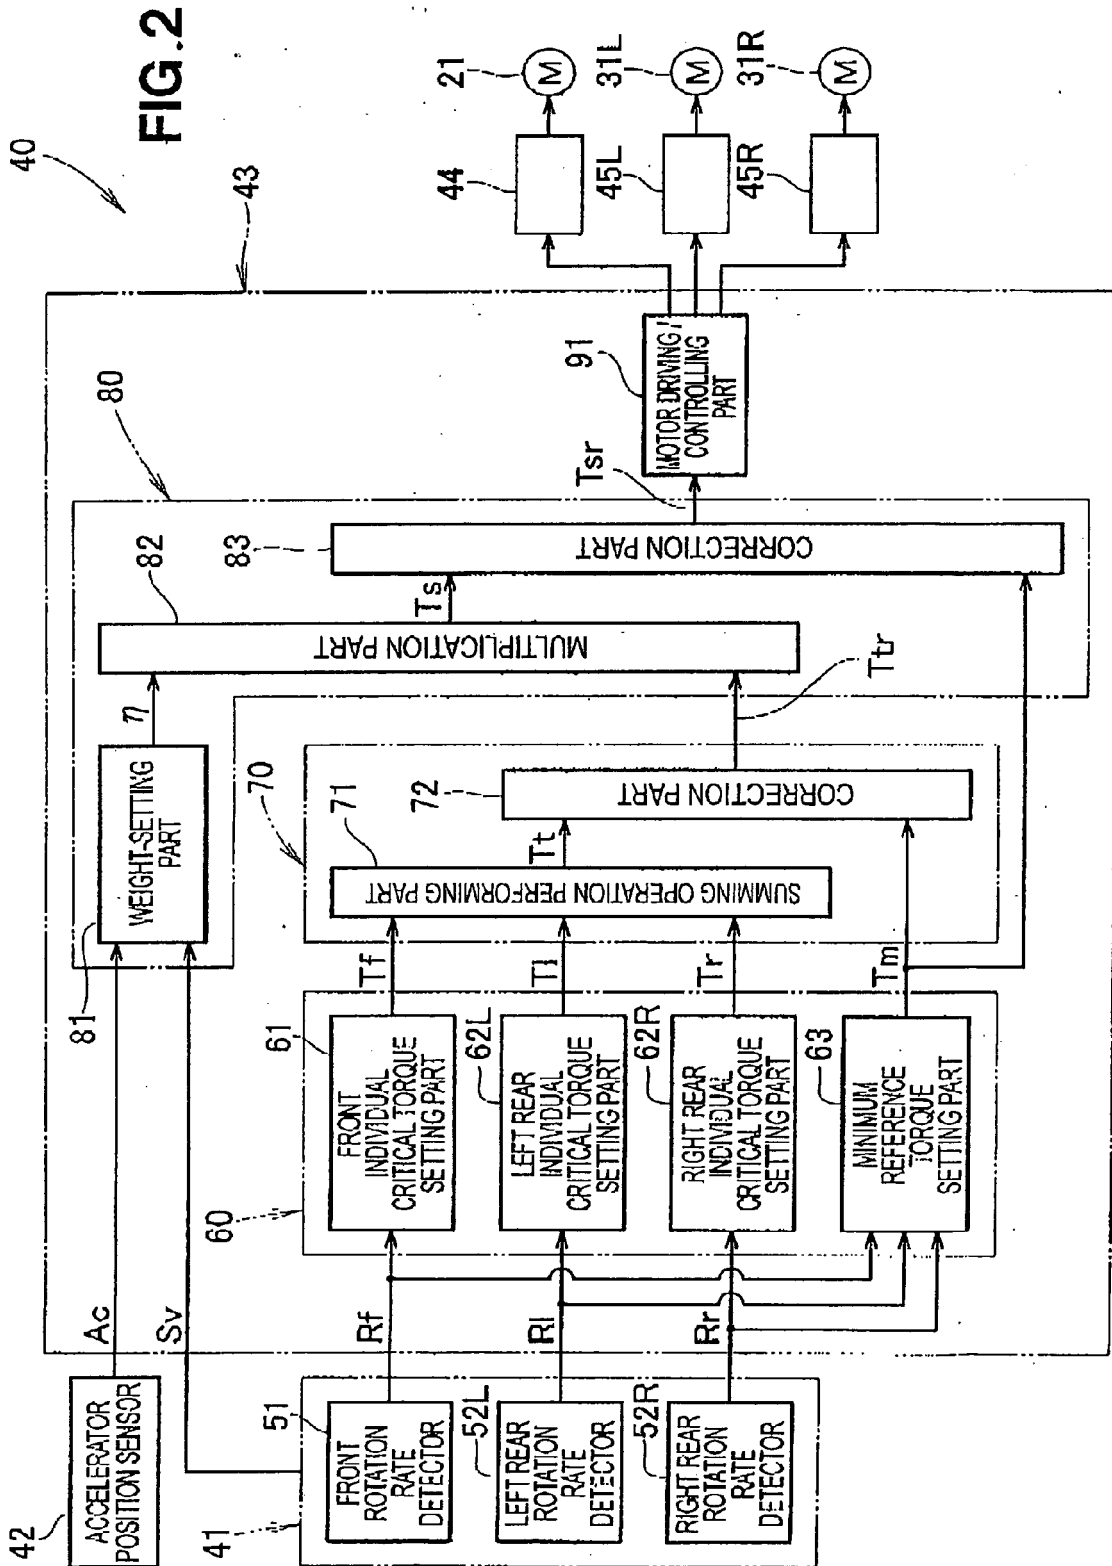 FIG.2
40
43
42
ACCELERATOR
POSITION SENSOR
Ac
Sv
41
51
FRONT
ROTATION
RATE
DETECTOR
52L
LEFT REAR
ROTATION
RATE
DETECTOR
52R
RIGHT REAR
ROTATION
RATE
DETECTOR
Rf
Rl
Rr
60
61
FRONT
INDIVIDUAL
CRITICAL TORQUE
SETTING PART
62L
LEFT REAR
INDIVIDUAL
CRITICAL TORQUE
SETTING PART
62R
RIGHT REAR
INDIVIDUAL
CRITICAL TORQUE
SETTING PART
63
MINIMUM
REFERENCE
TORQUE
SETTING PART
Tf
Tl
Tr
Tm
70
71
SUMMING OPERATION PERFORMING PART
Tt
72
CORRECTION PART
Ttr
80
81
WEIGHT-SETTING
PART
η
82
MULTIPLICATION PART
Ts
83
CORRECTION PART
Tsr
91
MOTOR DRIVING /
CONTROLLING
PART
44
45L
45R
21
M
31L
M
31R
M